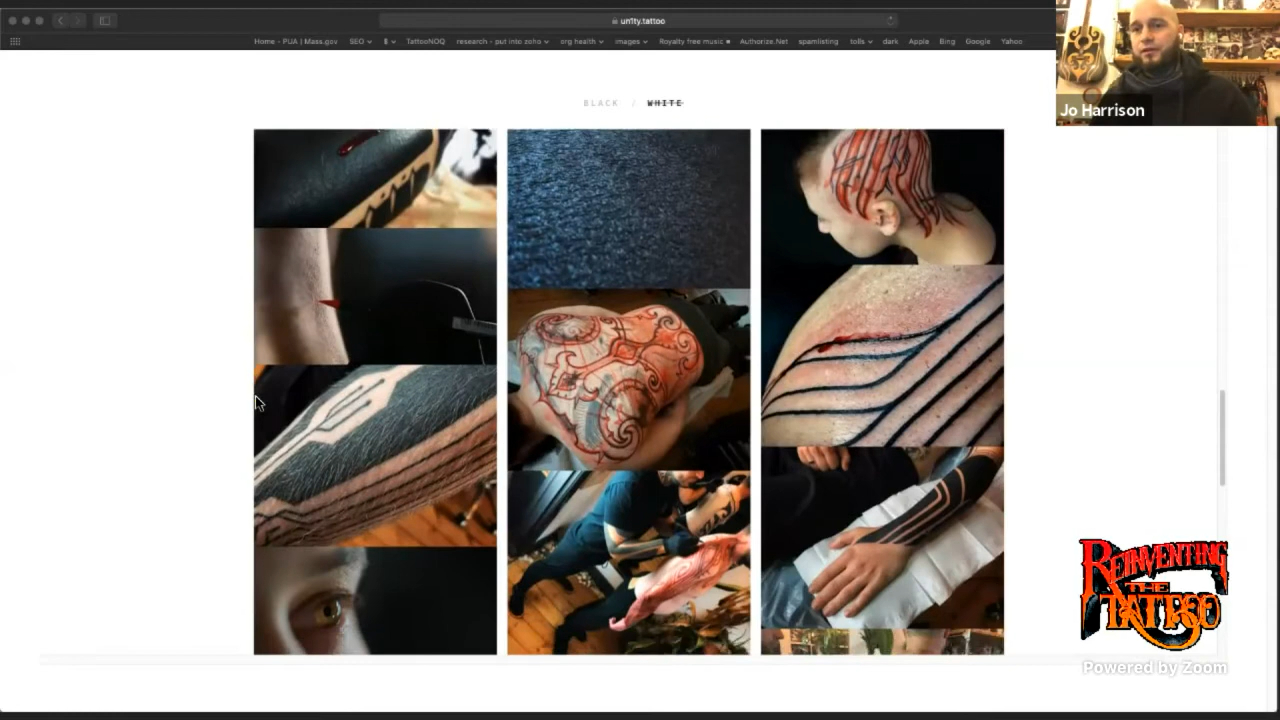 un1ty.tattoo
Home - PUA | Mass.gov SEO $ TattooNOQ research - put into zoho org health images Royalty free music Authorize.Net spamlisting tolls dark Apple Bing Google Yahoo
Jo Harrison
BLACK / WHITE
REINVENTING
THE
TATTOO
Powered by Zoom